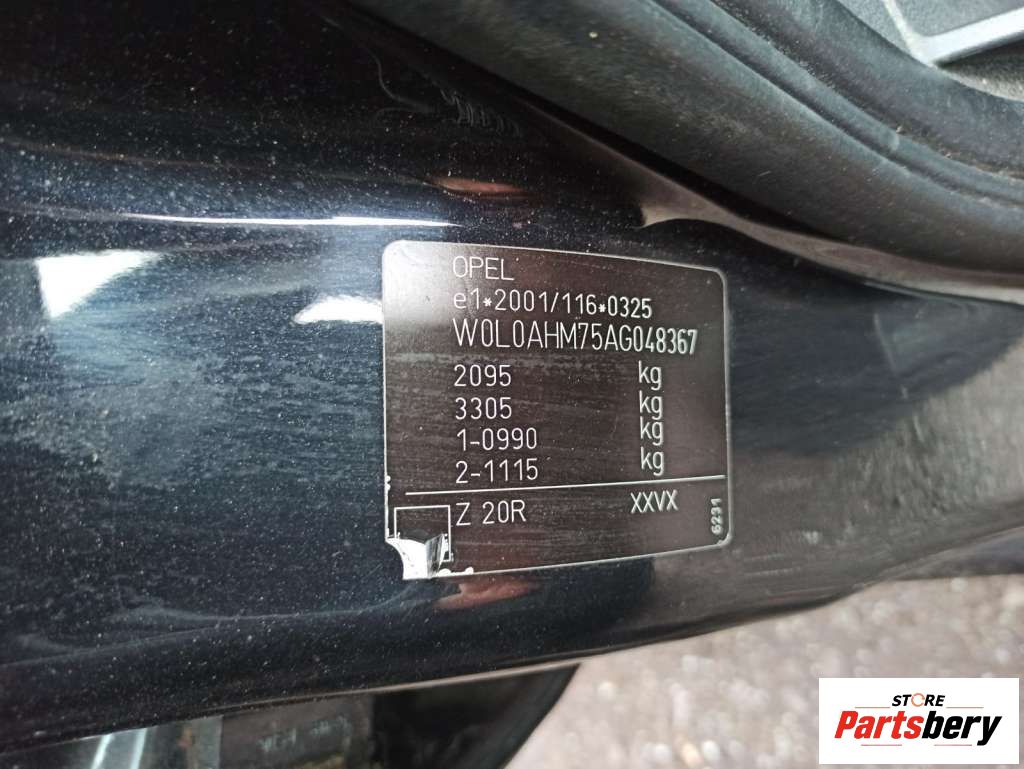 OPEL
e1*2001/116*0325
W0L0AHM75AG048367
2095 kg
3305 kg
1-0990 kg
2-1115 kg
Z 20R XXVX
6231
STORE
Partsbery